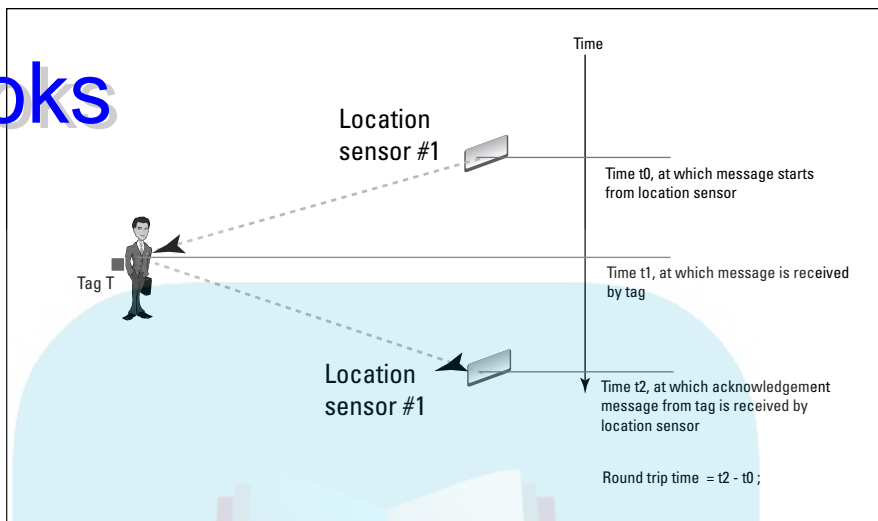 Time
Location
sensor #1
Time t0, at which message starts
from location sensor
Tag T
Time t1, at which message is received
by tag
Location
sensor #1
Time t2, at which acknowledgement
message from tag is received by
location sensor
Round trip time = t2 - t0 ;